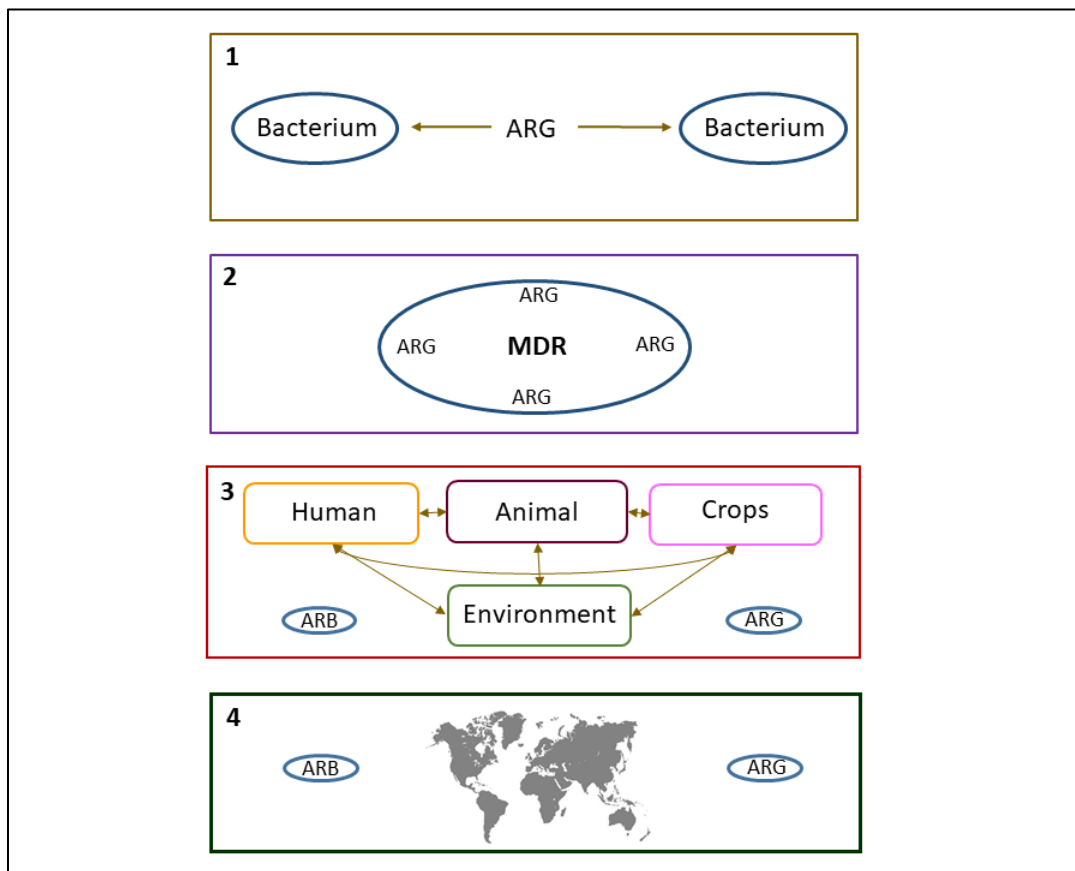 1
Bacterium ARG Bacterium
2
ARG
ARG MDR ARG
ARG
3
Human Animal Crops
Environment
ARB ARG
4
ARB ARG